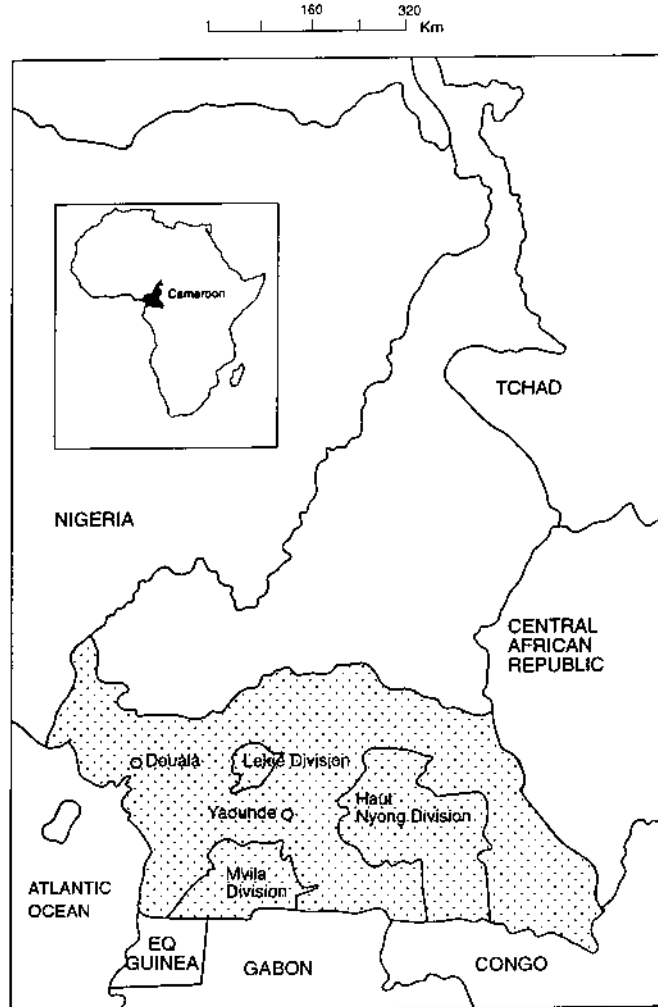 160 320
Km
Cameroon
TCHAD
NIGERIA
CENTRAL
AFRICAN
REPUBLIC
Douala
Lekie Division
Yaounde
Haut
Nyong Division
Mvila
Division
ATLANTIC
OCEAN
EQ
GUINEA
GABON
CONGO